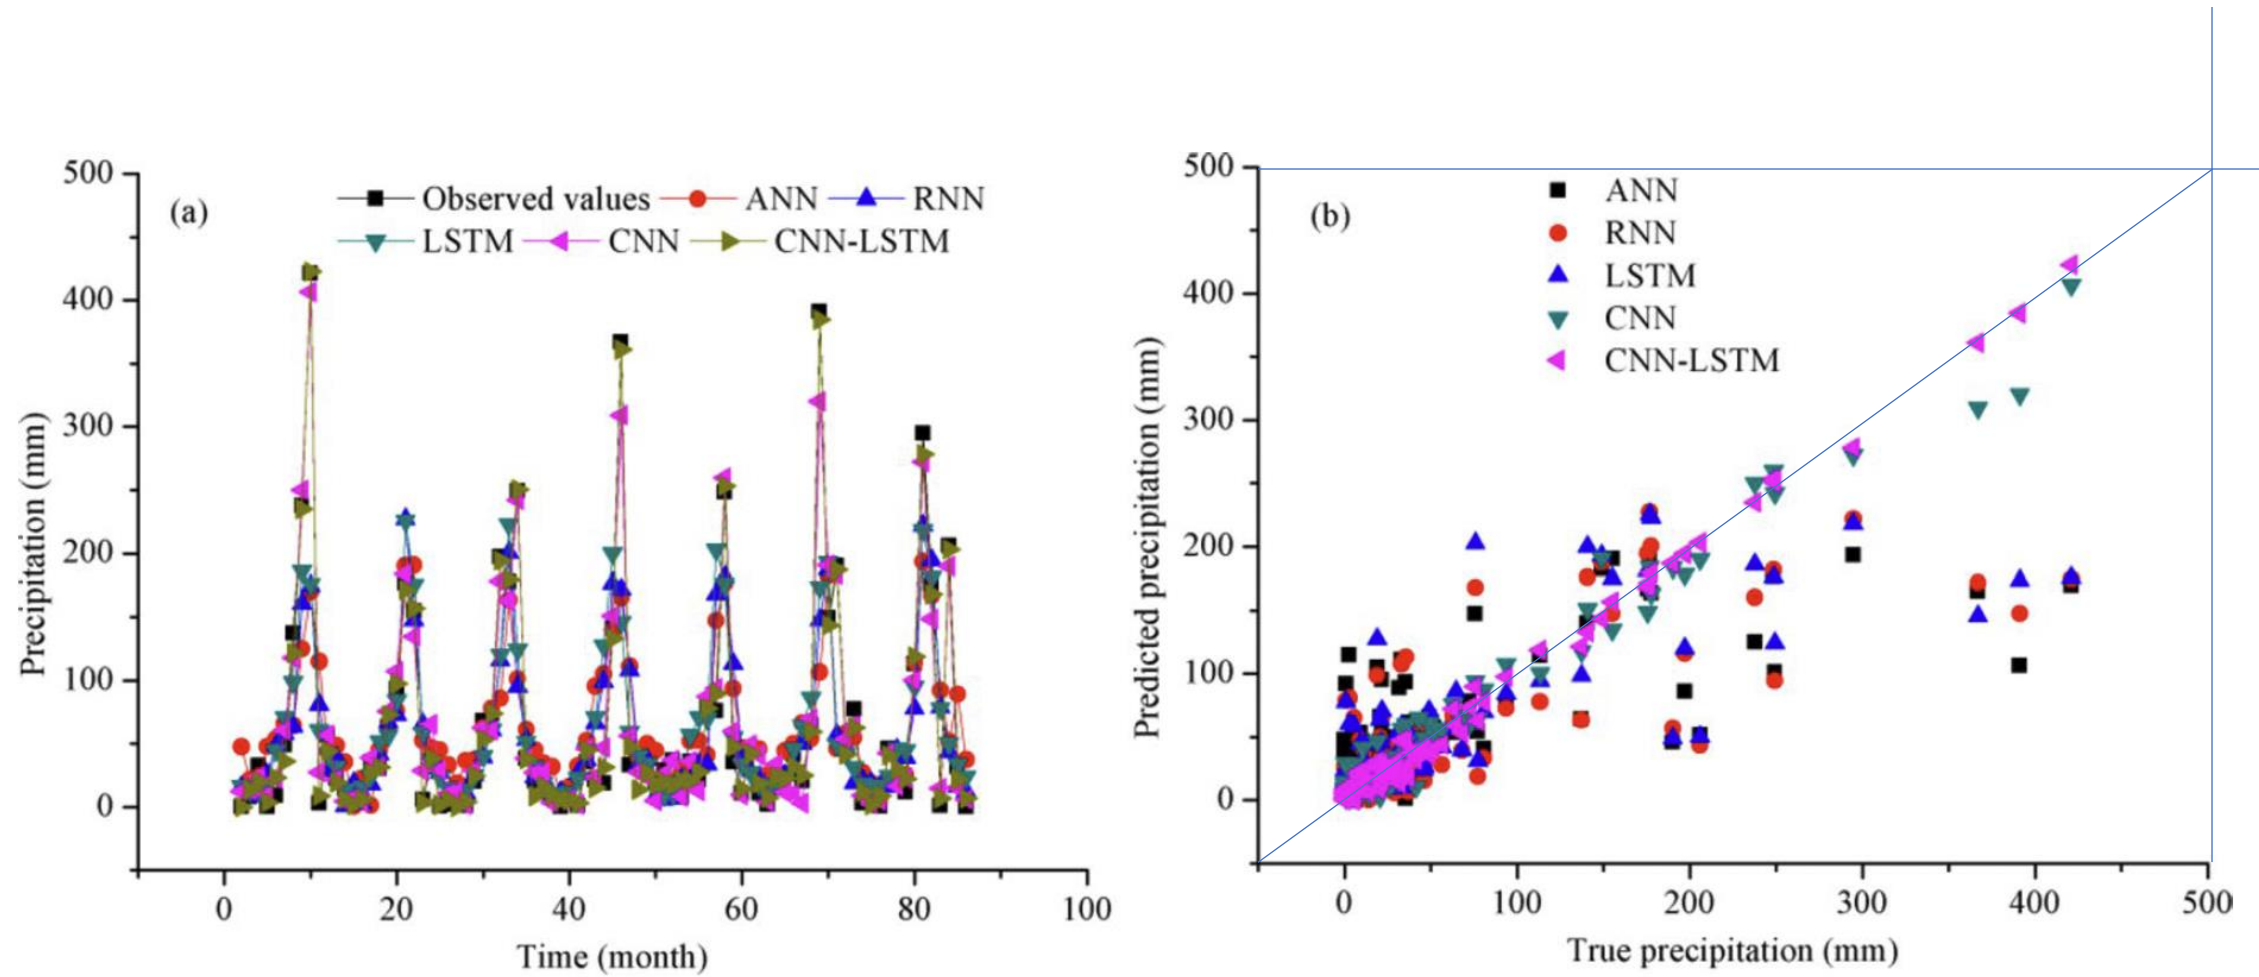 500
400
300
200
100
0
Precipitation (mm)
(a)
Observed values ANN RNN
LSTM CNN CNN-LSTM
0 20 40 60 80 100
Time (month)
500
400
300
200
100
0
Predicted precipitation (mm)
(b)
ANN
RNN
LSTM
CNN
CNN-LSTM
0 100 200 300 400 500
True precipitation (mm)